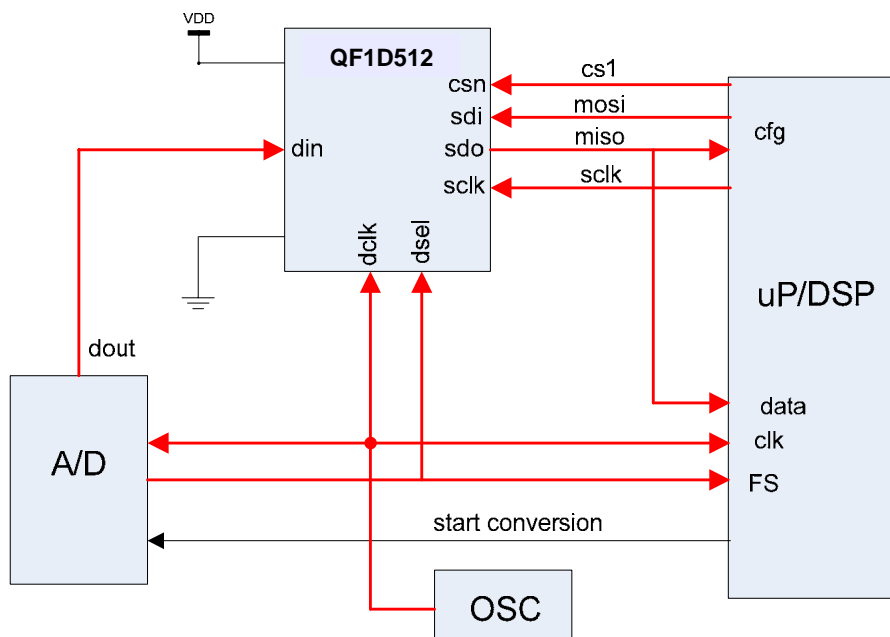 VDD
QF1D512
csn
sdi
sdo
sclk
din
dclk
dsel
cs1
mosi
miso
sclk
cfg
uP/DSP
data
clk
FS
dout
A/D
start conversion
OSC